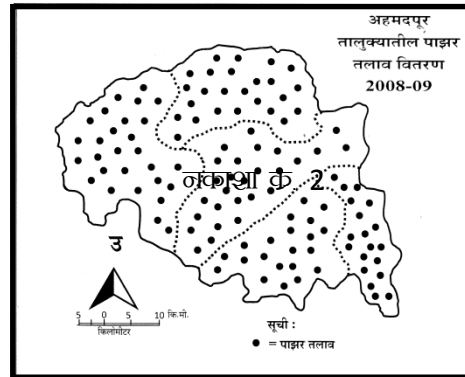 अहमदपूर
तालुक्यातील पाझर
तलाव वितरण
2008-09
नकाशा क्र 2
उ
5 0 5 10 कि.मी.
किलोमीटर
सूची :
● = पाझर तलाव